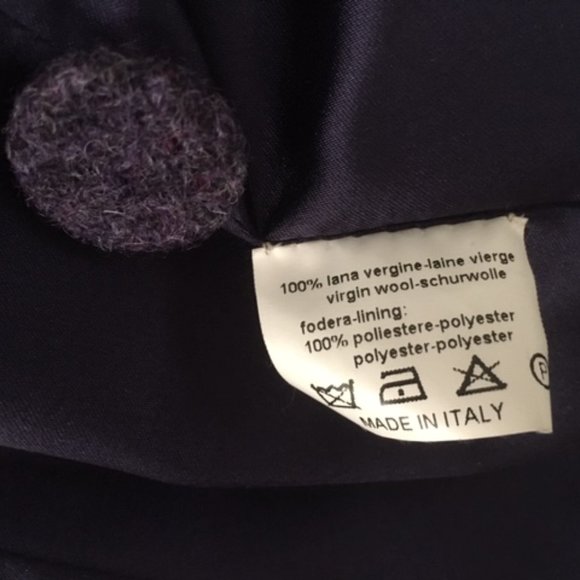 100% lana vergine-laine vierge
virgin wool-schurwolle
fodera-lining:
100% poliestere-polyester
polyester-polyester
P
MADE IN ITALY